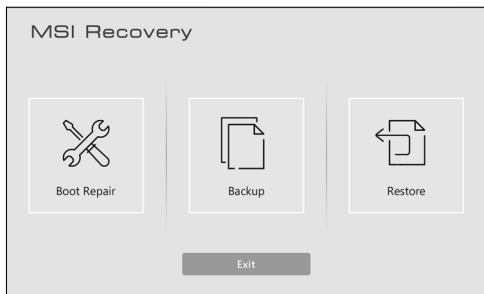 MSI Recovery
Boot Repair
Backup
Restore
Exit